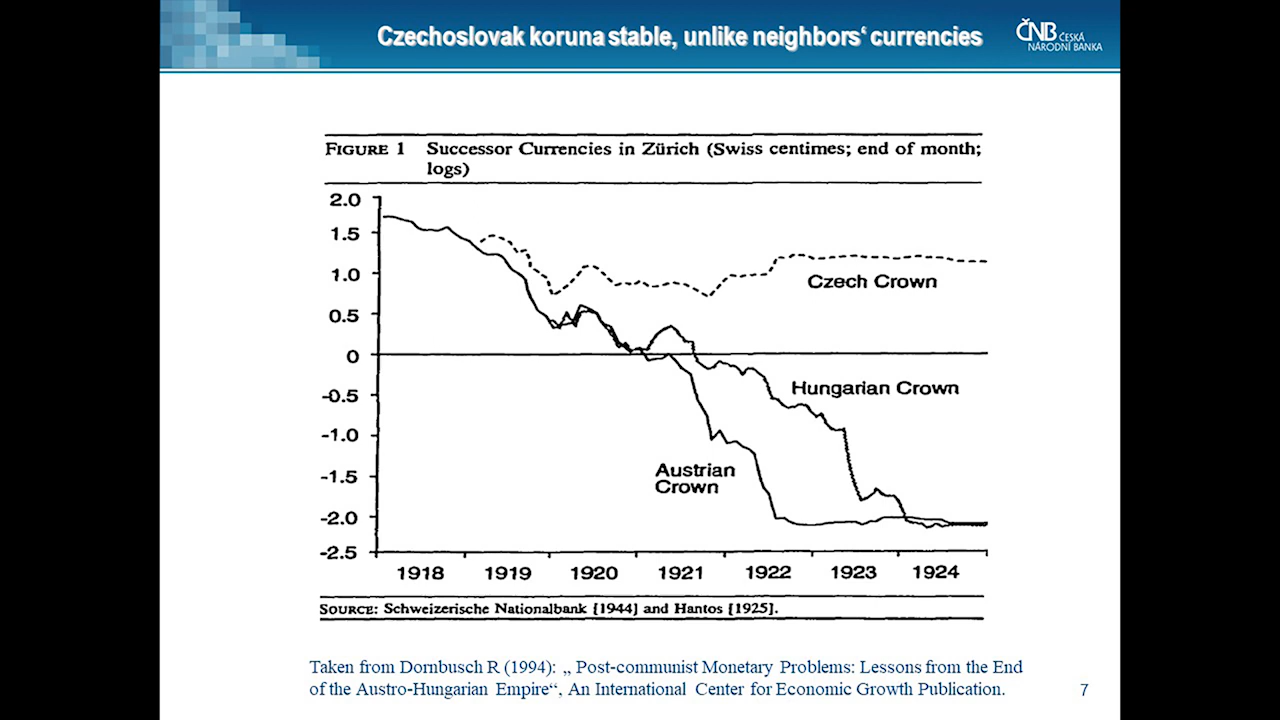 Czechoslovak koruna stable, unlike neighbors‘ currencies
ČNB ČESKÁ
NÁRODNÍ BANKA
FIGURE 1 Successor Currencies in Zürich (Swiss centimes; end of month;
logs)
2.0
1.5
1.0
0.5
0
-0.5
-1.0
-1.5
-2.0
-2.5
Czech Crown
Hungarian Crown
Austrian
Crown
1918 1919 1920 1921 1922 1923 1924
SOURCE: Schweizerische Nationalbank [1944] and Hantos [1925].
Taken from Dornbusch R (1994): „ Post-communist Monetary Problems: Lessons from the End
of the Austro-Hungarian Empire“, An International Center for Economic Growth Publication.
7